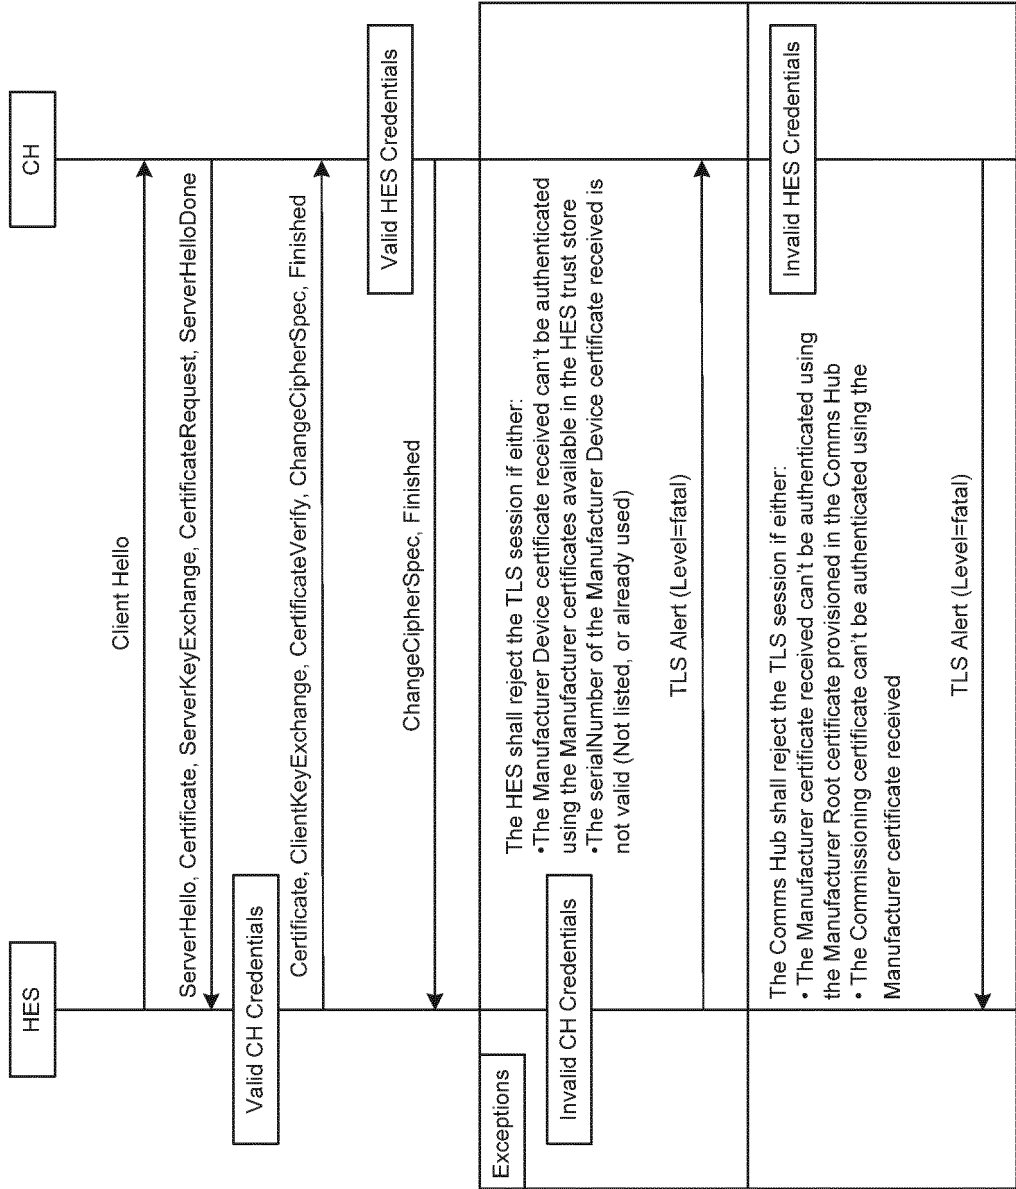 HES
CH
Client Hello
ServerHello, Certificate, ServerKeyExchange, CertificateRequest, ServerHelloDone
Valid CH Credentials
Certificate, ClientKeyExchange, CertificateVerify, ChangeCipherSpec, Finished
Valid HES Credentials
ChangeCipherSpec, Finished
Exceptions
The HES shall reject the TLS session if either:
•The Manufacturer Device certificate received can't be authenticated
using the Manufacturer certificates available in the HES trust store
•The serialNumber of the Manufacturer Device certificate received is
not valid (Not listed, or already used)
Invalid CH Credentials
TLS Alert (Level=fatal)
The Comms Hub shall reject the TLS session if either:
• The Manufacturer certificate received can't be authenticated using
the Manufacturer Root certificate provisioned in the Comms Hub
• The Commissioning certificate can't be authenticated using the
Manufacturer certificate received
Invalid HES Credentials
TLS Alert (Level=fatal)